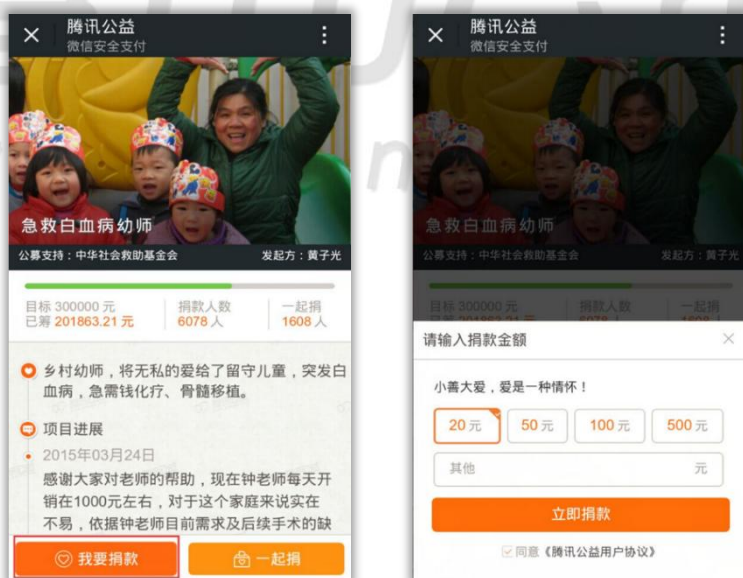 腾讯公益
微信安全支付
急救白血病幼师
公募支持：中华社会救助基金会 发起方：黄子光
目标 300000 元 捐款人数 一起捐
已筹 201863.21 元 6078 人 1608 人
乡村幼师，将无私的爱给了留守儿童，突发白
血病，急需钱化疗、骨髓移植。
项目进展
2015年03月24日
感谢大家对老师的帮助，现在钟老师每天开
销在1000元左右，对于这个家庭来说实在
不易，依据钟老师目前需求及后续手术的缺
我要捐款 一起捐
腾讯公益
微信安全支付
急救白血病幼师
公募支持：中华社会救助基金会 发起方：黄子光
目标 300000 元 捐款人数 一起捐
已筹 201863.21 元 6078 人 1608 人
请输入捐款金额
小善大爱，爱是一种情怀！
20 元 50 元 100 元 500 元
其他 元
立即捐款
同意《腾讯公益用户协议》